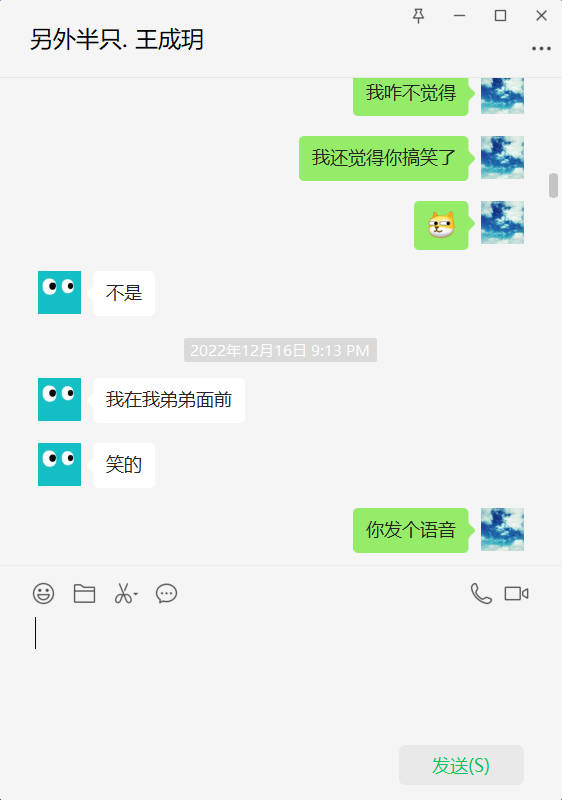 另外半只. 王成玥
我咋不觉得
我还觉得你搞笑了
不是
2022年12月16日 9:13 PM
我在我弟弟面前
笑的
你发个语音
发送(S)